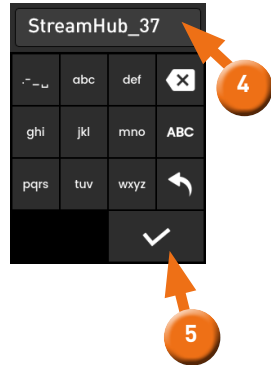 StreamHub_37
4
.-_␣ abc def
ghi jkl mno ABC
pqrs tuv wxyz
5